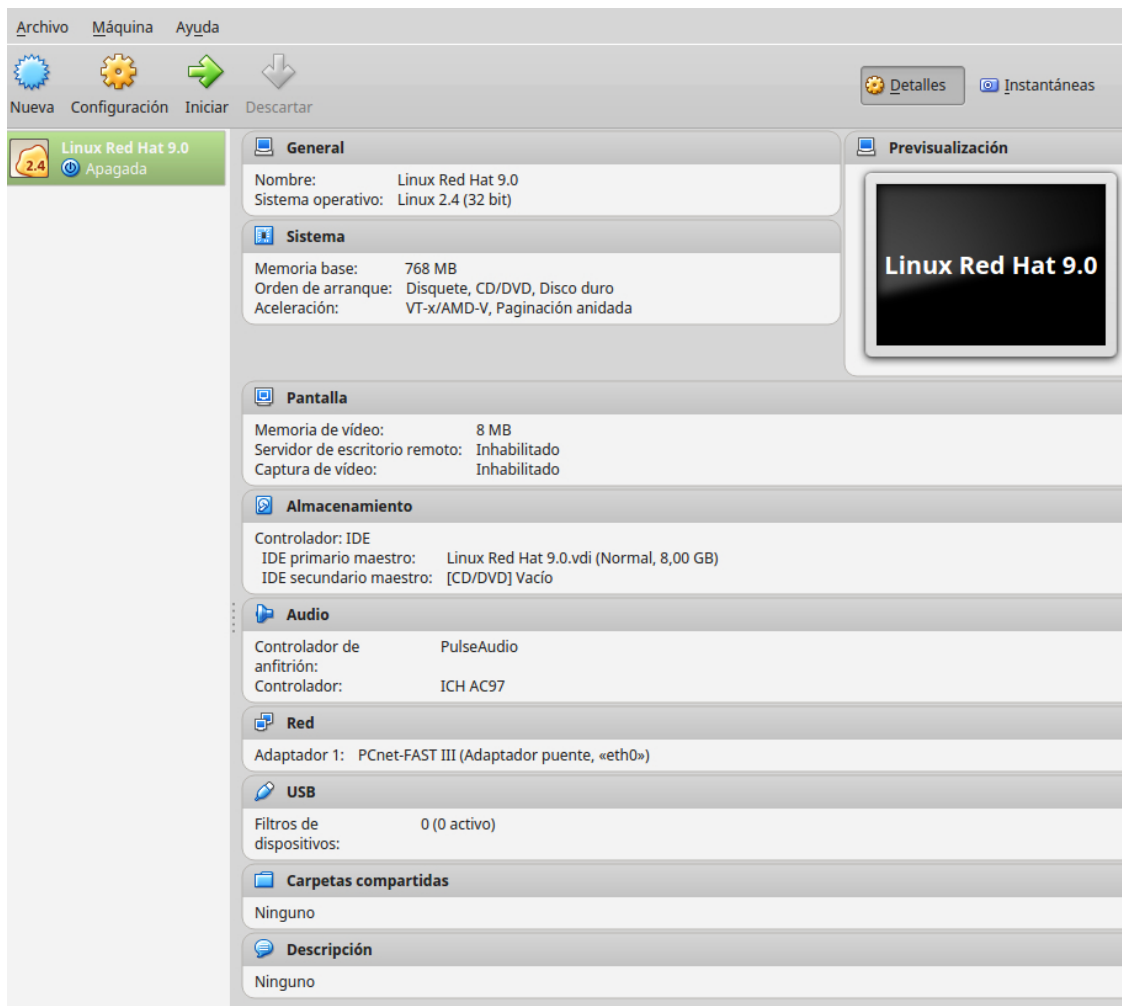 Archivo Máquina Ayuda
Nueva Configuración Iniciar Descartar
Detalles Instantáneas
2.4
Linux Red Hat 9.0
Apagada
General
Nombre: Linux Red Hat 9.0
Sistema operativo: Linux 2.4 (32 bit)
Sistema
Memoria base: 768 MB
Orden de arranque: Disquete, CD/DVD, Disco duro
Aceleración: VT-x/AMD-V, Paginación anidada
Previsualización
Linux Red Hat 9.0
Pantalla
Memoria de vídeo: 8 MB
Servidor de escritorio remoto: Inhabilitado
Captura de vídeo: Inhabilitado
Almacenamiento
Controlador: IDE
IDE primario maestro: Linux Red Hat 9.0.vdi (Normal, 8,00 GB)
IDE secundario maestro: [CD/DVD] Vacío
Audio
Controlador de PulseAudio
anfitrión:
Controlador: ICH AC97
Red
Adaptador 1: PCnet-FAST III (Adaptador puente, «eth0»)
USB
Filtros de 0 (0 activo)
dispositivos:
Carpetas compartidas
Ninguno
Descripción
Ninguno